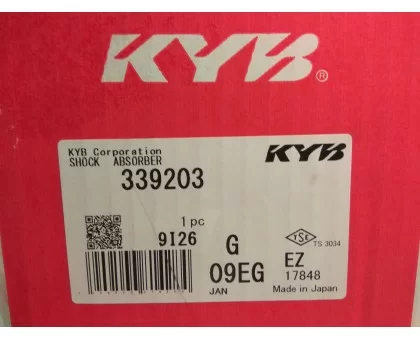 KYB®
KYB Corporation
SHOCK ABSORBER
KYB
339203
1 pc
9I26
G
TSE
TS 3034
09EG
EZ
17848
JAN
Made in Japan